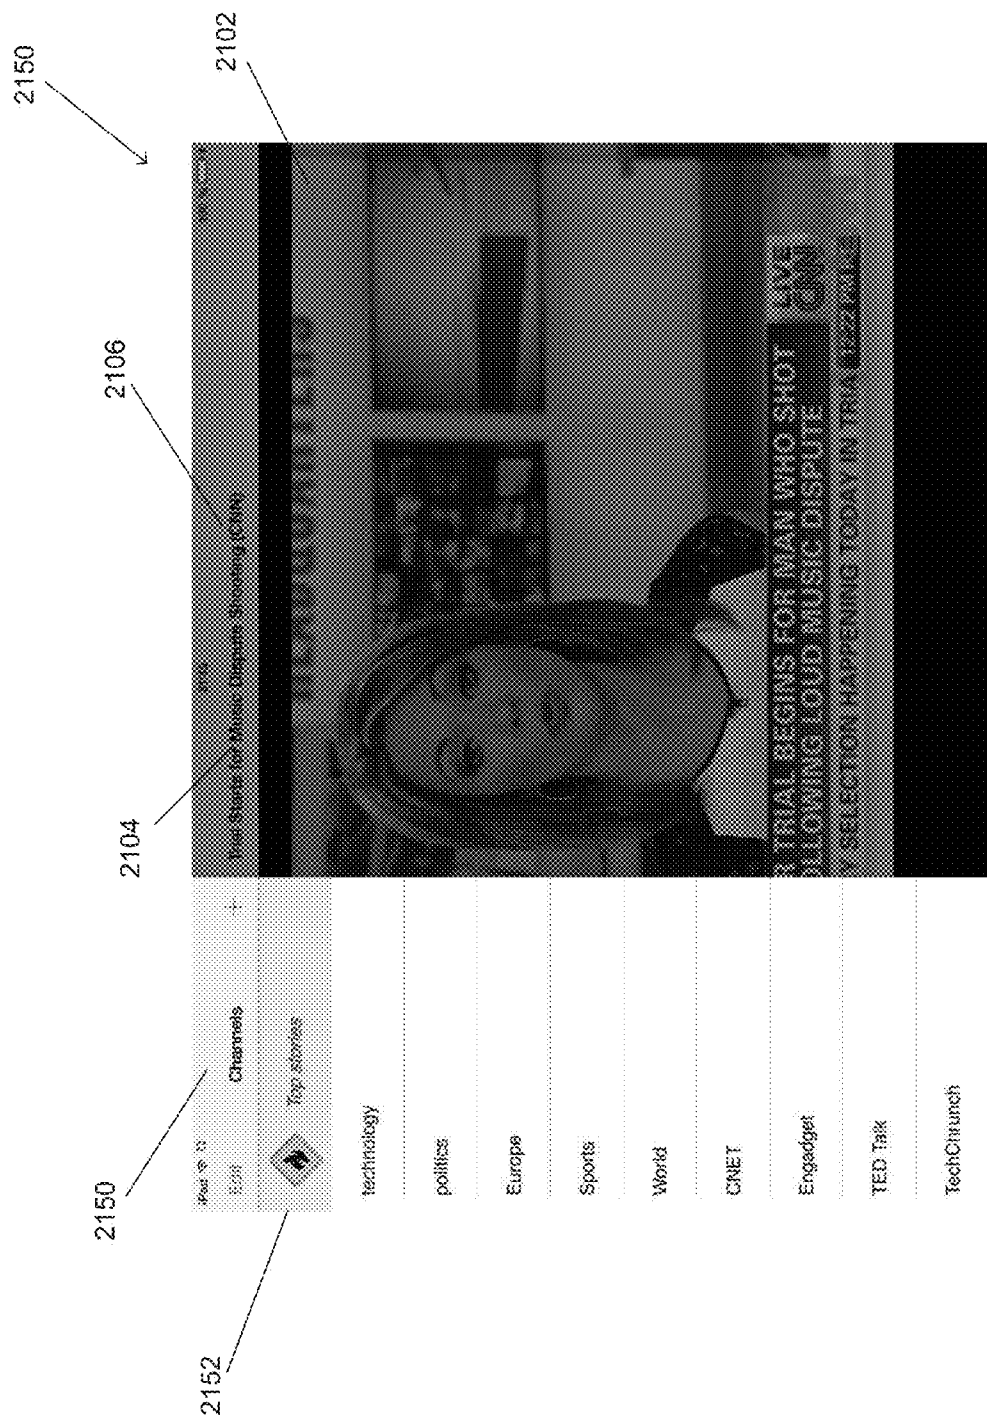 2150
2102
2106
2104
2150
2152
iPad
Edit
Channels
+
Trial Starts for Music Dispute Shooting (CNN)
Top stories
technology
politics
Europe
Sports
World
CNET
Engadget
TED Talk
TechChrunch
R TRIAL BEGINS FOR MAN WHO SHOT
OLLOWING LOUD MUSIC DISPUTE
LIVE
CNN
Y SELECTION HAPPENING TODAY IN TRIA